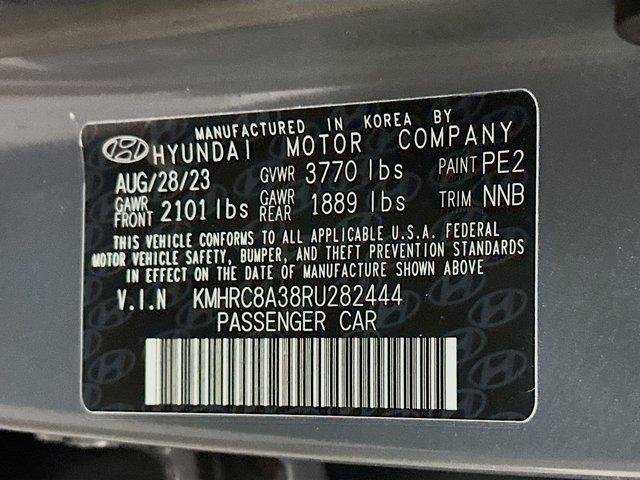 MANUFACTURED IN KOREA BY
HYUNDAI MOTOR COMPANY
AUG/28/23 GVWR 3770 lbs PAINT PE2
GAWR FRONT 2101 lbs GAWR REAR 1889 lbs TRIM NNB
THIS VEHICLE CONFORMS TO ALL APPLICABLE U.S.A. FEDERAL
MOTOR VEHICLE SAFETY, BUMPER, AND THEFT PREVENTION STANDARDS
IN EFFECT ON THE DATE OF MANUFACTURE SHOWN ABOVE
V.I.N KMHRC8A38RU282444
PASSENGER CAR